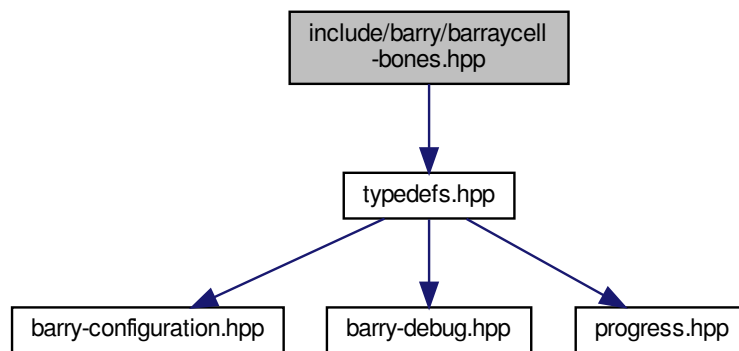 include/barry/barraycell
-bones.hpp
typedefs.hpp
barry-configuration.hpp
barry-debug.hpp
progress.hpp